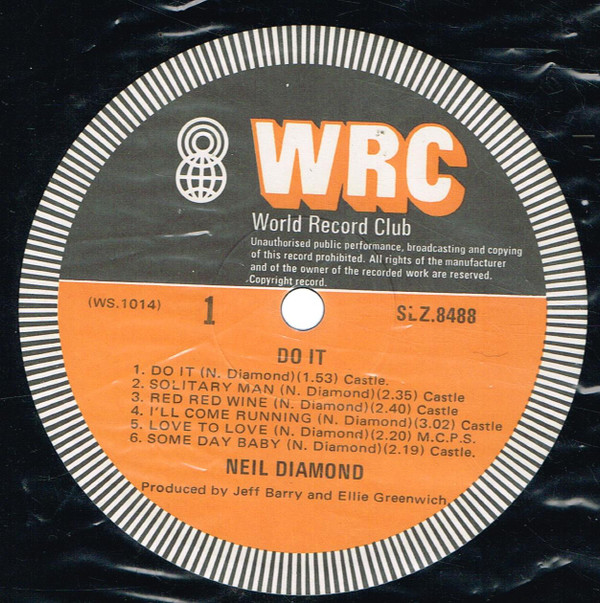 WRC
World Record Club
Unauthorised public performance, broadcasting and copying
of this record prohibited. All rights of the manufacturer
and of the owner of the recorded work are reserved.
Copyright record.
(WS.1014) 1 SLZ.8488
DO IT
1. DO IT (N. Diamond)(1.53) Castle.
2. SOLITARY MAN (N. Diamond)(2.35) Castle
3. RED RED WINE (N. Diamond)(2.40) Castle
4. I'LL COME RUNNING (N. Diamond)(3.02) Castle
5. LOVE TO LOVE (N. Diamond)(2.20) M.C.P.S.
6. SOME DAY BABY (N. Diamond)(2.19) Castle.
NEIL DIAMOND
Produced by Jeff Barry and Ellie Greenwich